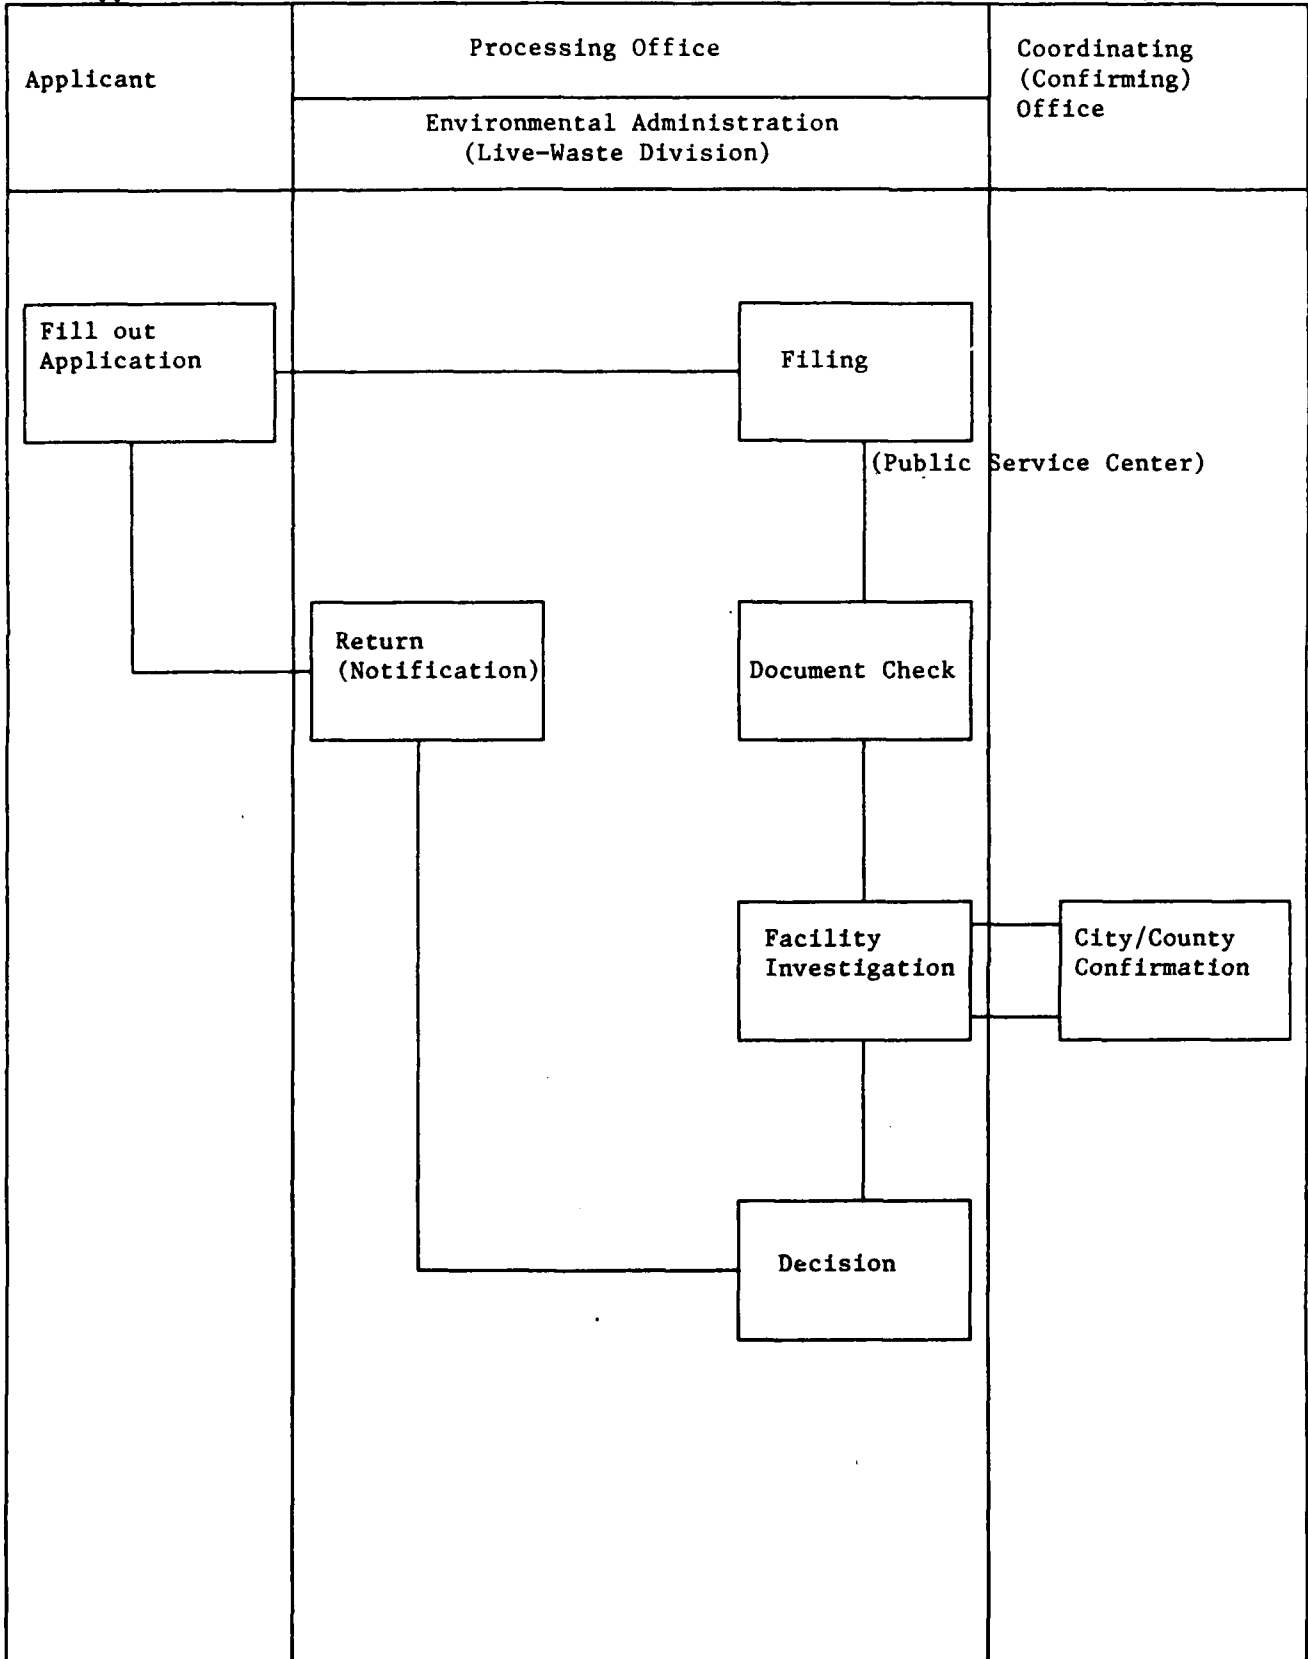 Applicant
Processing Office
Environmental Administration
(Live-Waste Division)
Coordinating
(Confirming)
Office
Fill out
Application
Filing
(Public Service Center)
Return
(Notification)
Document Check
Facility
Investigation
City/County
Confirmation
Decision